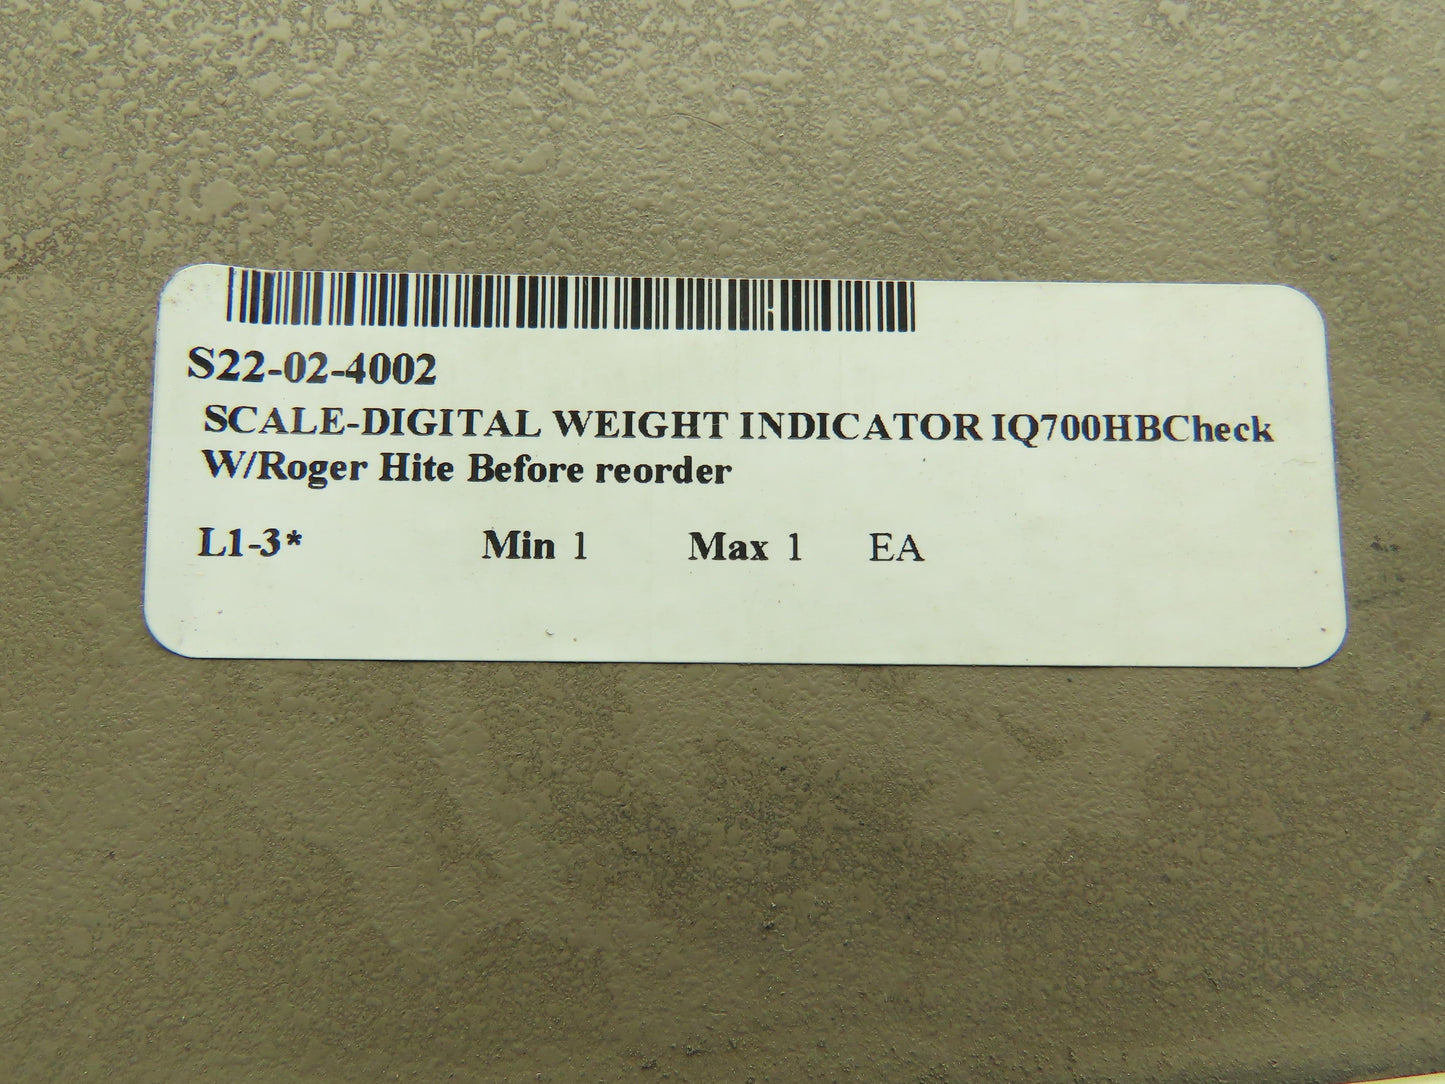 S22-02-4002
SCALE-DIGITAL WEIGHT INDICATOR IQ700HBCheck
W/Roger Hite Before reorder
L1-3* Min 1 Max 1 EA